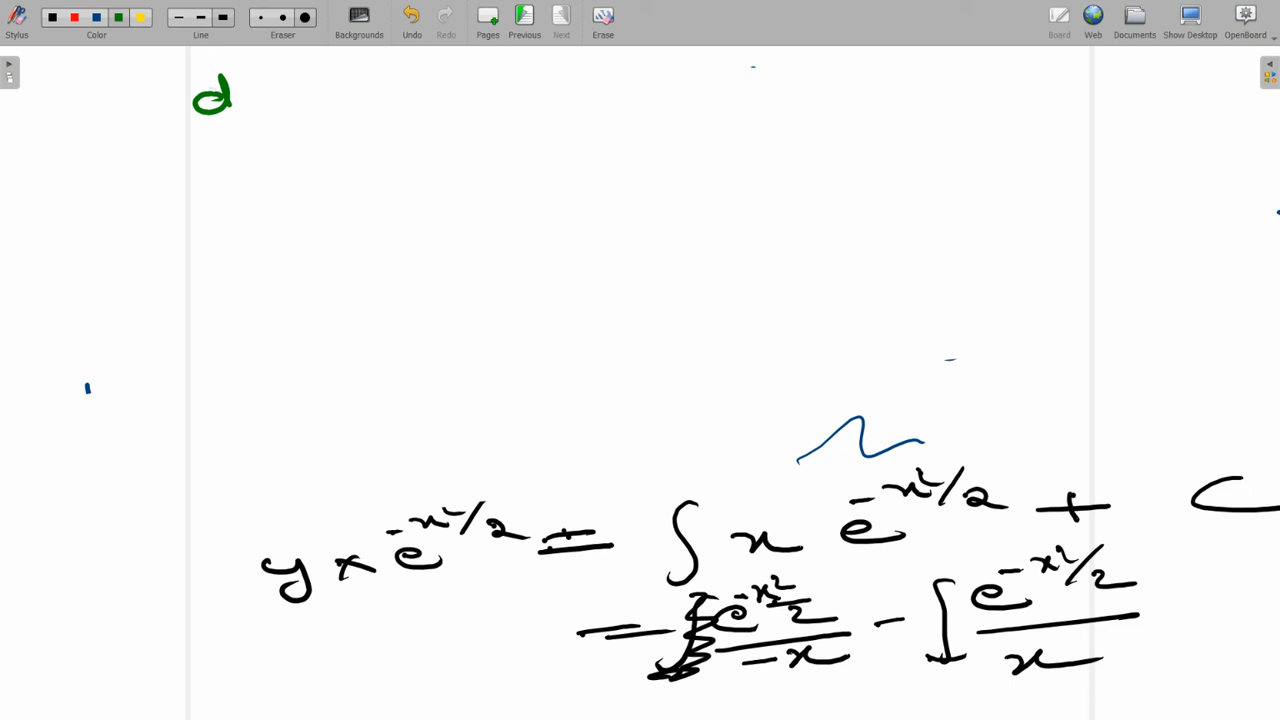 Stylus Color Line Eraser Backgrounds Undo Redo Pages Previous Next Erase Board Web Documents Show Desktop OpenBoard
d
y × e^{-x²/2} = ∫ x e^{-x²/2} + C
= e^{-x²/2}/-x - ∫ e^{-x²/2}/x